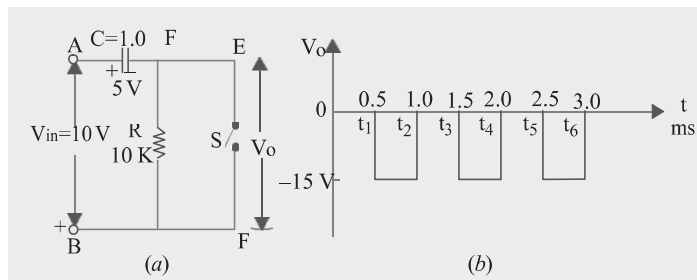 A C=1.0 F E
+ –
5 V
Vin=10 V
R
10 K
S
Vo
+
B
F
(a)
Vo
0
0.5 1.0 1.5 2.0 2.5 3.0
t
ms
t1 t2 t3 t4 t5 t6
–15 V
(b)